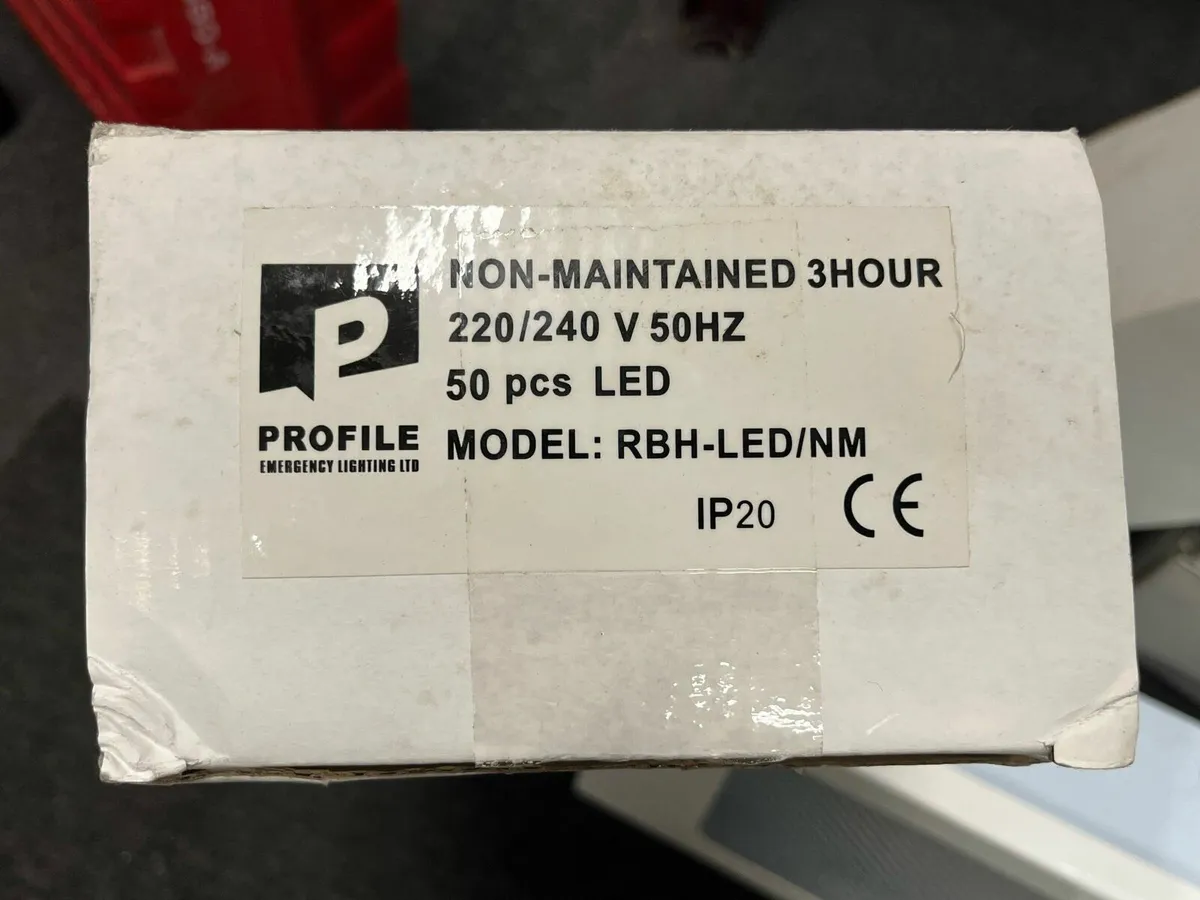 P
PROFILE
EMERGENCY LIGHTING LTD
NON-MAINTAINED 3HOUR
220/240 V 50HZ
50 pcs LED
MODEL: RBH-LED/NM
IP20 CE